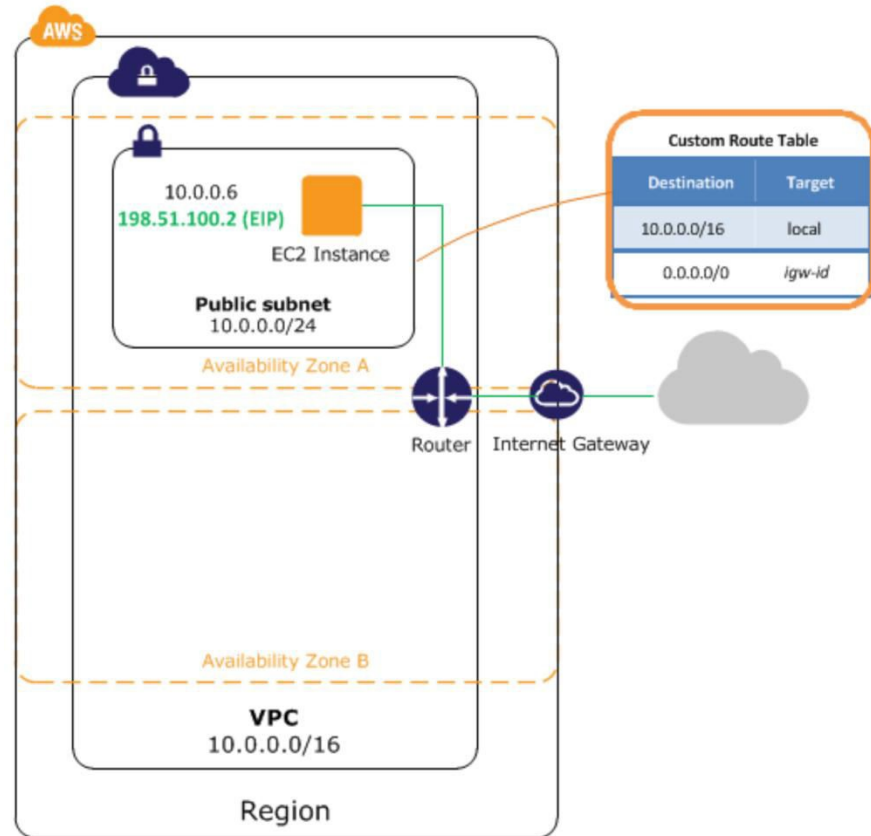 AWS
10.0.0.6
198.51.100.2 (EIP)
EC2 Instance
Public subnet
10.0.0.0/24
Availability Zone A
Custom Route Table
Destination Target
10.0.0.0/16 local
0.0.0.0/0 igw-id
Router
Internet Gateway
Availability Zone B
VPC
10.0.0.0/16
Region